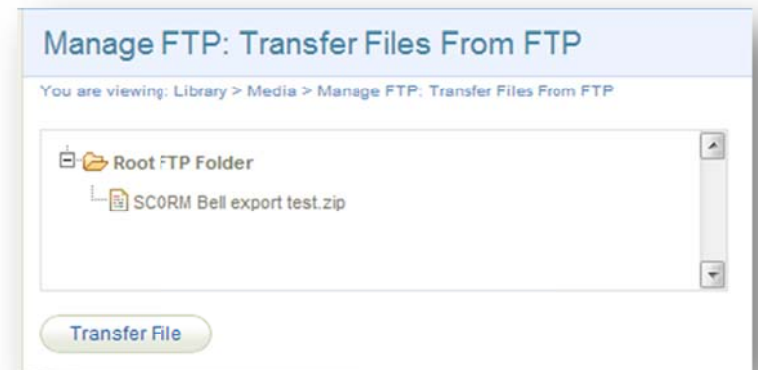 Manage FTP: Transfer Files From FTP
You are viewing: Library > Media > Manage FTP: Transfer Files From FTP
Root FTP Folder
SCORM Bell export test.zip
Transfer File